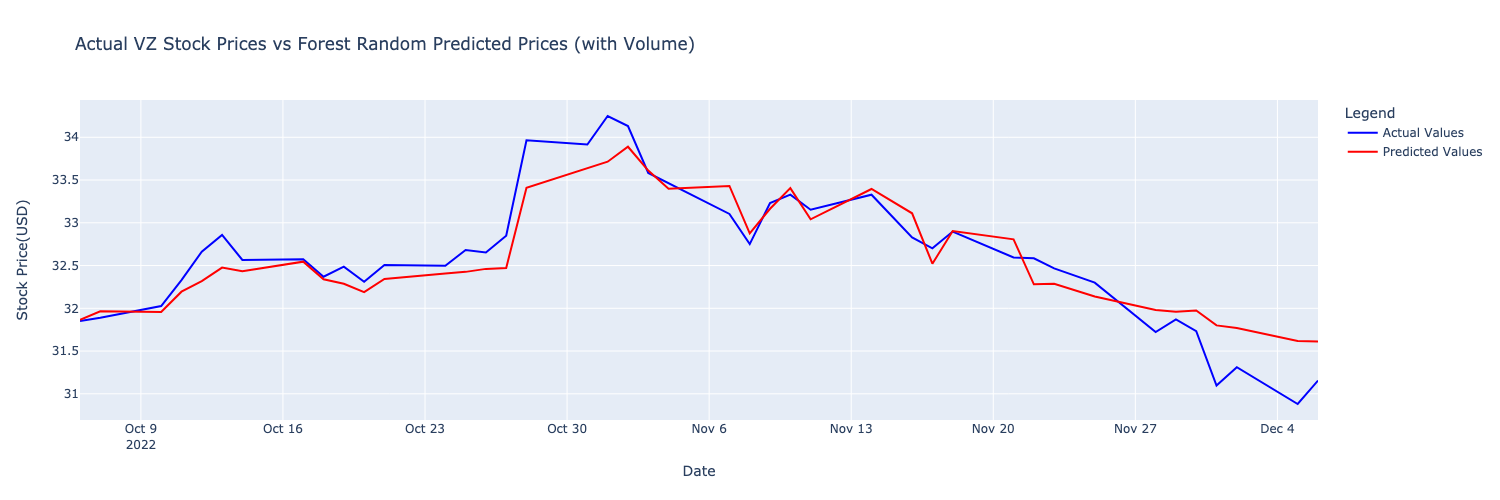 Actual VZ Stock Prices vs Forest Random Predicted Prices (with Volume)
Legend
Actual Values
Predicted Values
Stock Price(USD)
34
33.5
33
32.5
32
31.5
31
Oct 9 Oct 16 Oct 23 Oct 30 Nov 6 Nov 13 Nov 20 Nov 27 Dec 4
2022
Date